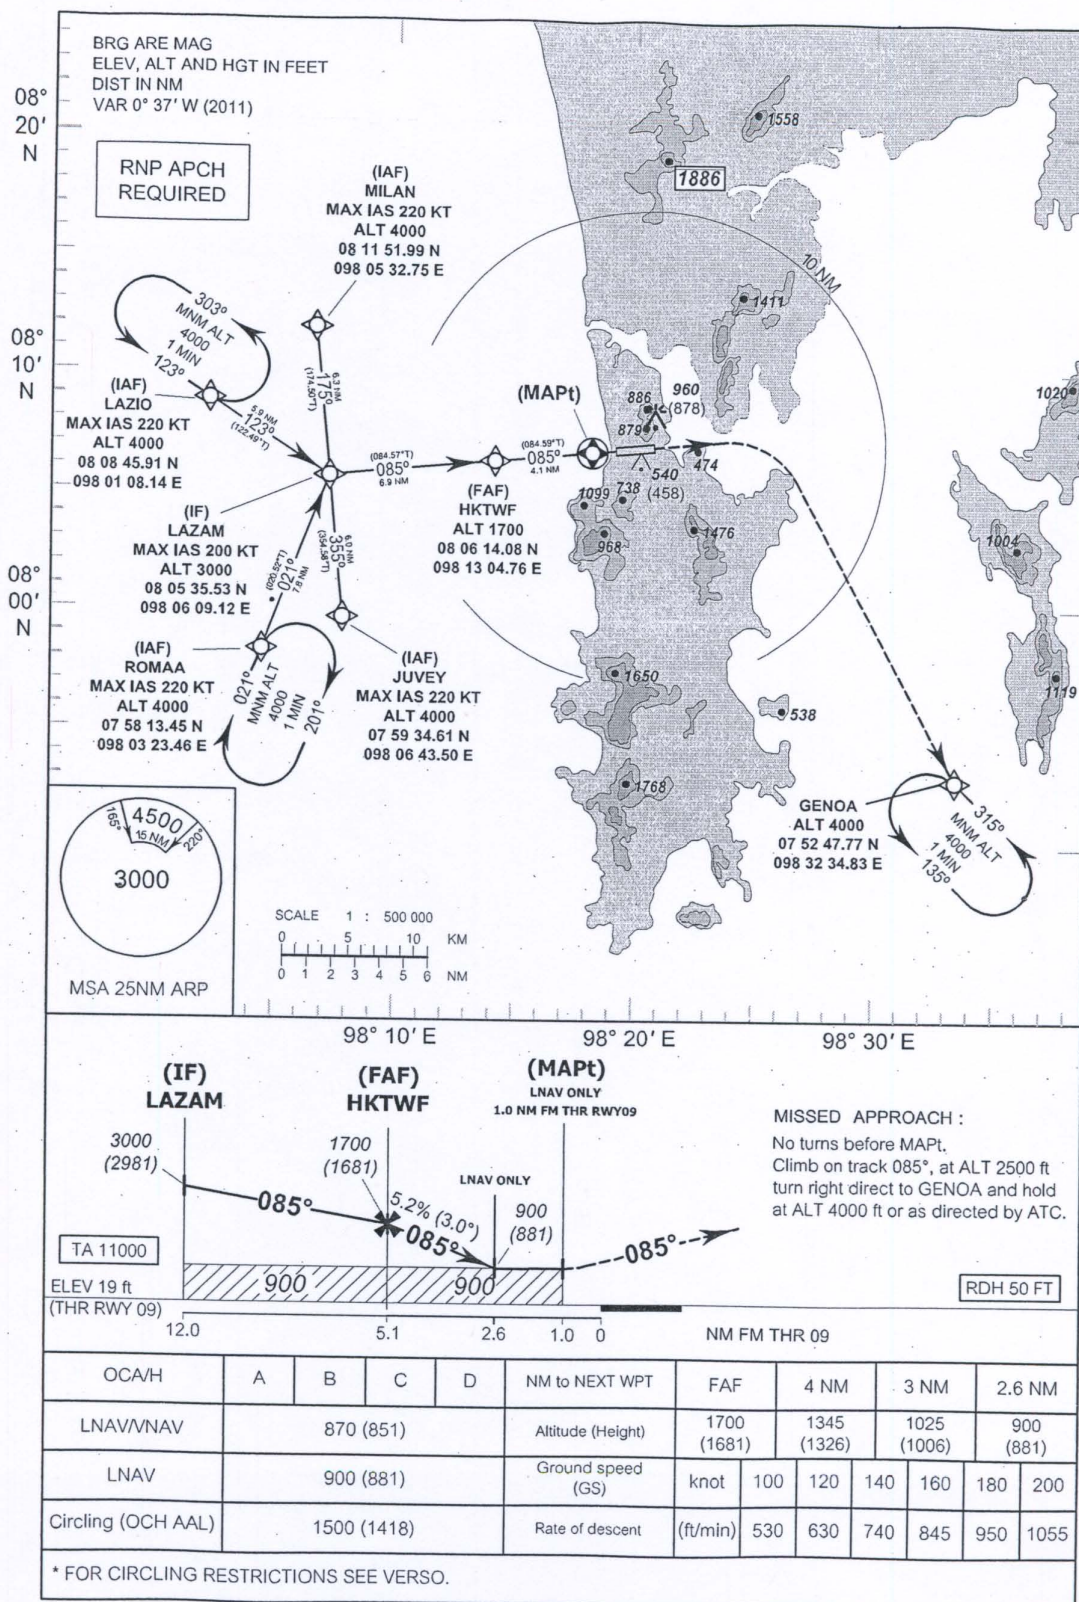 BRG ARE MAG
ELEV, ALT AND HGT IN FEET
DIST IN NM
VAR 0° 37' W (2011)
08°
20'
N
RNP APCH
REQUIRED
(IAF)
MILAN
MAX IAS 220 KT
ALT 4000
08 11 51.99 N
098 05 32.75 E
1558
1886
10 NM
1411
303°
MNM ALT
4000
1 MIN
123°
08°
10'
N
(IAF)
LAZIO
MAX IAS 220 KT
ALT 4000
08 08 45.91 N
098 01 08.14 E
5.9 NM
123°
(122.49°T)
6.3 NM
175°
(174.50°T)
(MAPt)
886
960
(878)
879
1020
(084.57°T)
085°
6.9 NM
(084.59°T)
085°
4.1 NM
474
540
(458)
(FAF)
HKTWF
ALT 1700
08 06 14.08 N
098 13 04.76 E
1099
738
968
1476
1004
(IF)
LAZAM
MAX IAS 200 KT
ALT 3000
08 05 35.53 N
098 06 09.12 E
(020.52°T)
021°
7.8 NM
6.0 NM
355°
(354.58°T)
08°
00'
N
(IAF)
ROMAA
MAX IAS 220 KT
ALT 4000
07 58 13.45 N
098 03 23.46 E
021°
MNM ALT
4000
1 MIN
201°
(IAF)
JUVEY
MAX IAS 220 KT
ALT 4000
07 59 34.61 N
098 06 43.50 E
1650
538
1119
1768
GENOA
ALT 4000
07 52 47.77 N
098 32 34.83 E
315°
MNM ALT
4000
1 MIN
135°
165°
4500
15 NM
220°
3000
MSA 25NM ARP
SCALE 1 : 500 000
0 5 10 KM
0 1 2 3 4 5 6 NM
98° 10' E
98° 20' E
98° 30' E
(IF)
LAZAM
(FAF)
HKTWF
(MAPt)
LNAV ONLY
1.0 NM FM THR RWY09
3000
(2981)
1700
(1681)
LNAV ONLY
900
(881)
085°
5.2% (3.0°)
085°
085°
MISSED APPROACH :
No turns before MAPt.
Climb on track 085°, at ALT 2500 ft
turn right direct to GENOA and hold
at ALT 4000 ft or as directed by ATC.
TA 11000
ELEV 19 ft
(THR RWY 09)
900
900
RDH 50 FT
12.0 5.1 2.6 1.0 0 NM FM THR 09
OCA/H A B C D NM to NEXT WPT FAF 4 NM 3 NM 2.6 NM
LNAV/VNAV 870 (851) Altitude (Height) 1700 (1681) 1345 (1326) 1025 (1006) 900 (881)
LNAV 900 (881) Ground speed (GS) knot 100 120 140 160 180 200
Circling (OCH AAL) 1500 (1418) Rate of descent (ft/min) 530 630 740 845 950 1055
* FOR CIRCLING RESTRICTIONS SEE VERSO.